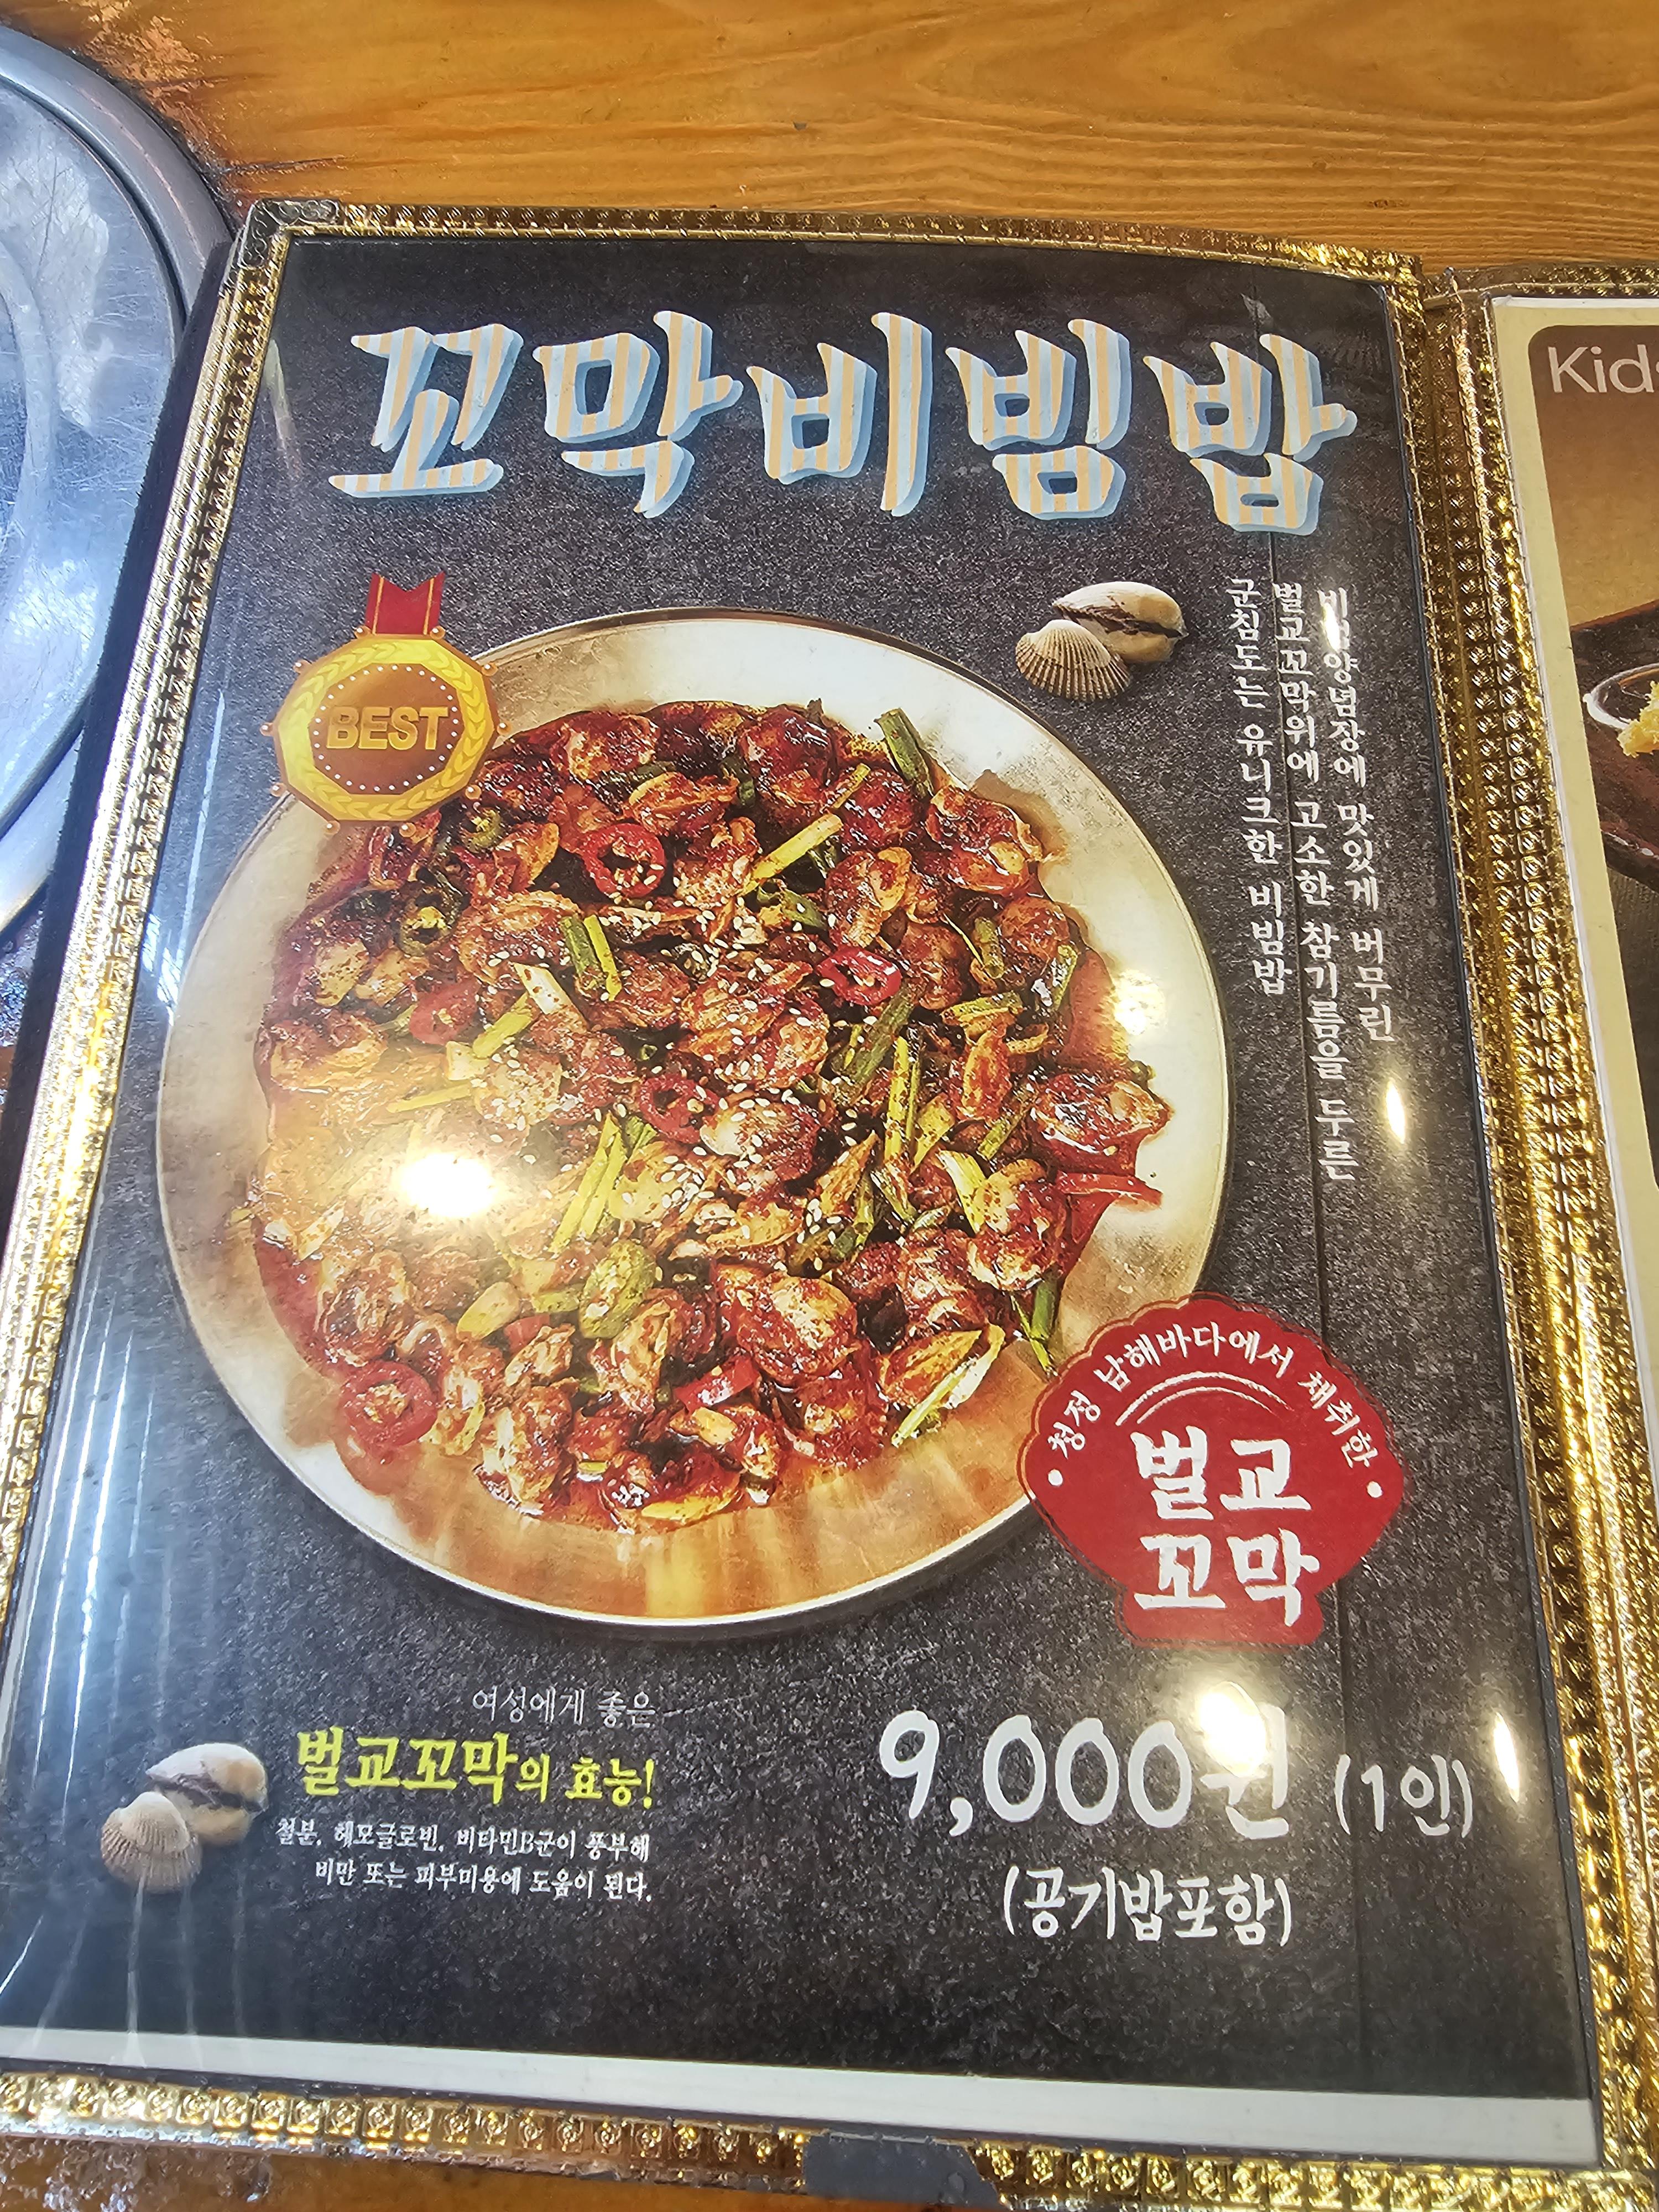 꼬막비빔밥
BEST
양념장에 맛있게 버무린
벌교꼬막위에 고소한 참기름을 두른
군침도는 유니크한 비빔밥
청정 남해바다에서 채취한
벌교
꼬막
여성에게 좋은
벌교꼬막의 효능!
철분, 헤모글로빈, 비타민B군이 풍부해
비만 또는 피부미용에 도움이 된다.
9,000원 (1인)
(공기밥포함)